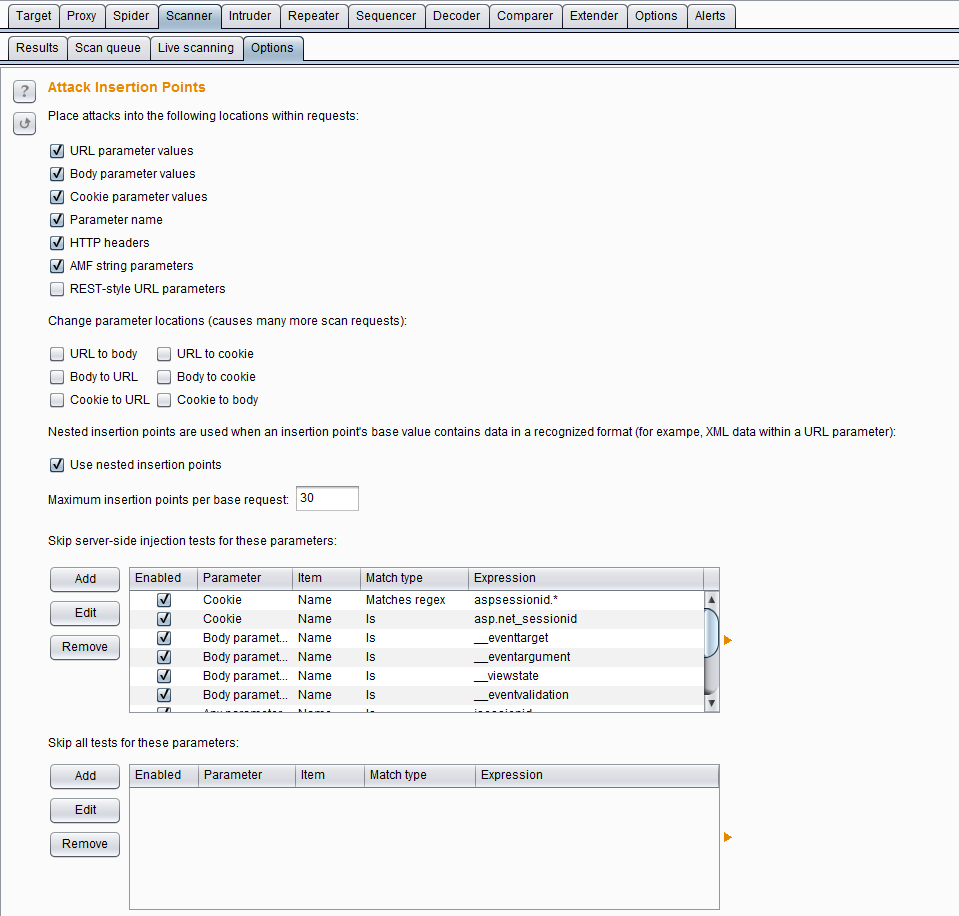 Target Proxy Spider Scanner Intruder Repeater Sequencer Decoder Comparer Extender Options Alerts
Results Scan queue Live scanning Options
? Attack Insertion Points
Place attacks into the following locations within requests:
URL parameter values
Body parameter values
Cookie parameter values
Parameter name
HTTP headers
AMF string parameters
REST-style URL parameters
Change parameter locations (causes many more scan requests):
URL to body URL to cookie
Body to URL Body to cookie
Cookie to URL Cookie to body
Nested insertion points are used when an insertion point's base value contains data in a recognized format (for exampe, XML data within a URL parameter):
Use nested insertion points
Maximum insertion points per base request: 30
Skip server-side injection tests for these parameters:
Add Enabled Parameter Item Match type Expression
Cookie Name Matches regex aspsessionid.*
Edit Cookie Name Is asp.net_sessionid
Body paramet... Name Is __eventtarget
Remove Body paramet... Name Is __eventargument
Body paramet... Name Is __viewstate
Body paramet... Name Is __eventvalidation
Any parameter Name Is jsessionid
Skip all tests for these parameters:
Add Enabled Parameter Item Match type Expression
Edit
Remove